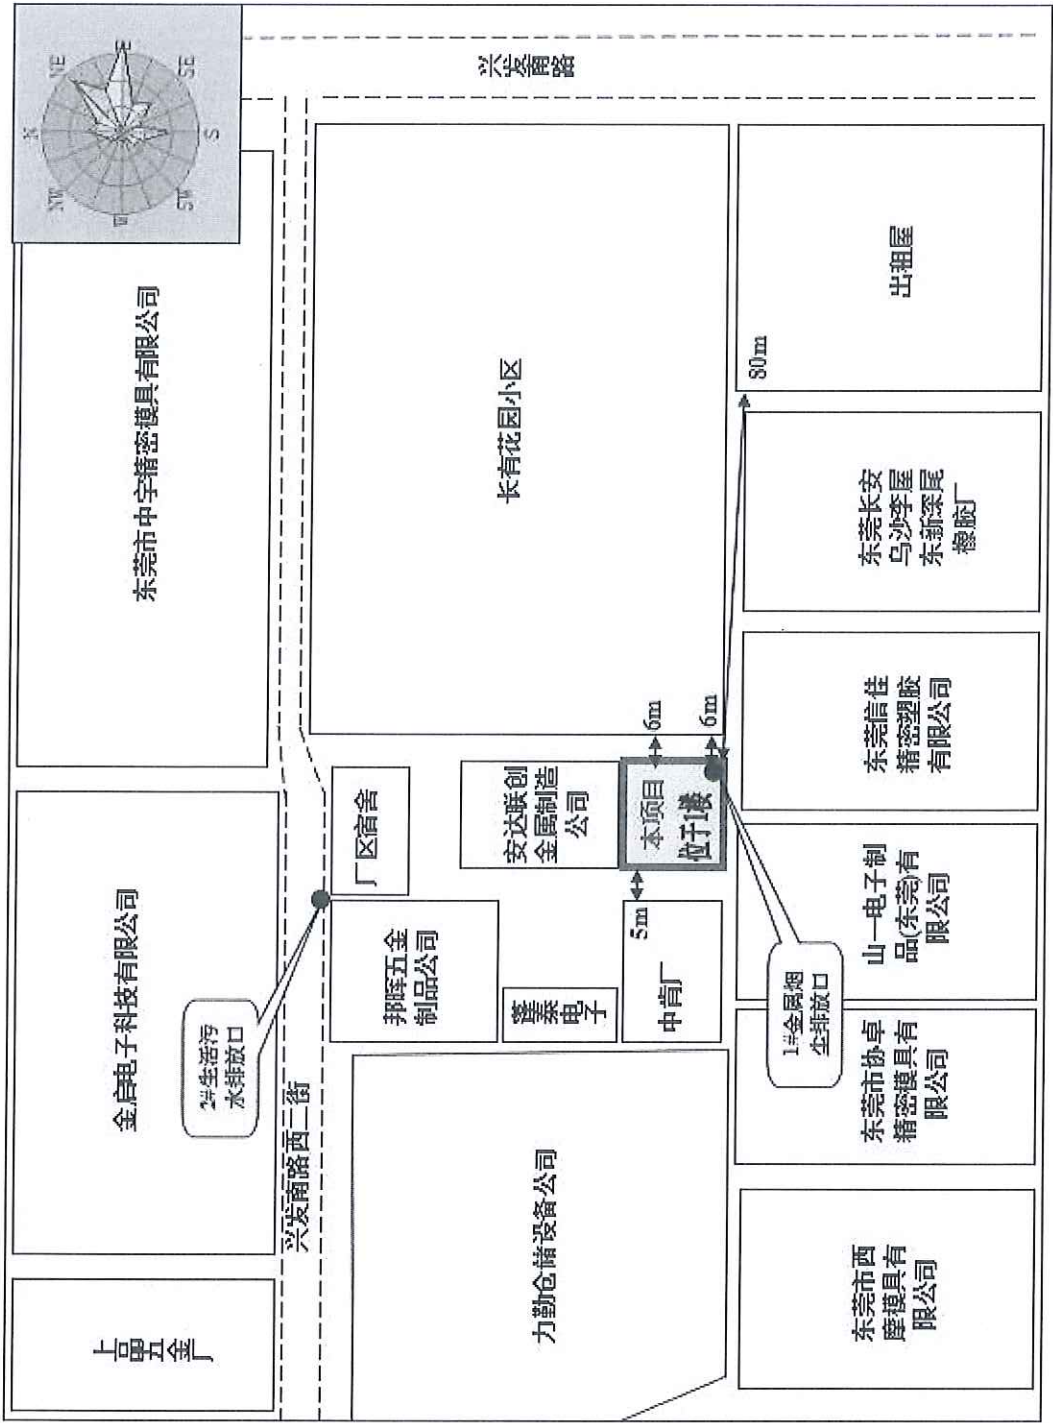 上品
五金
厂
金启电子科技有限公司
东莞市中宇精密模具有限公司
N
NE
E
SE
S
SW
W
NW
2#生活污
水排放口
兴发南路西二街
兴发南路
厂区宿舍
邦晖五金
制品公司
力勤仓储设备公司
长有花园小区
安达联创
金属制造
公司
电子
中肯厂
5m
本项目
位于1楼
6m
6m
80m
1#金属烟
尘排放口
东莞市西
摩模具有
限公司
东莞市协卓
精密模具有
限公司
山一电子制
品(东莞)有
限公司
东莞信佳
精密塑胶
有限公司
东莞长安
乌沙李屋
东新深尾
橡胶厂
出租屋